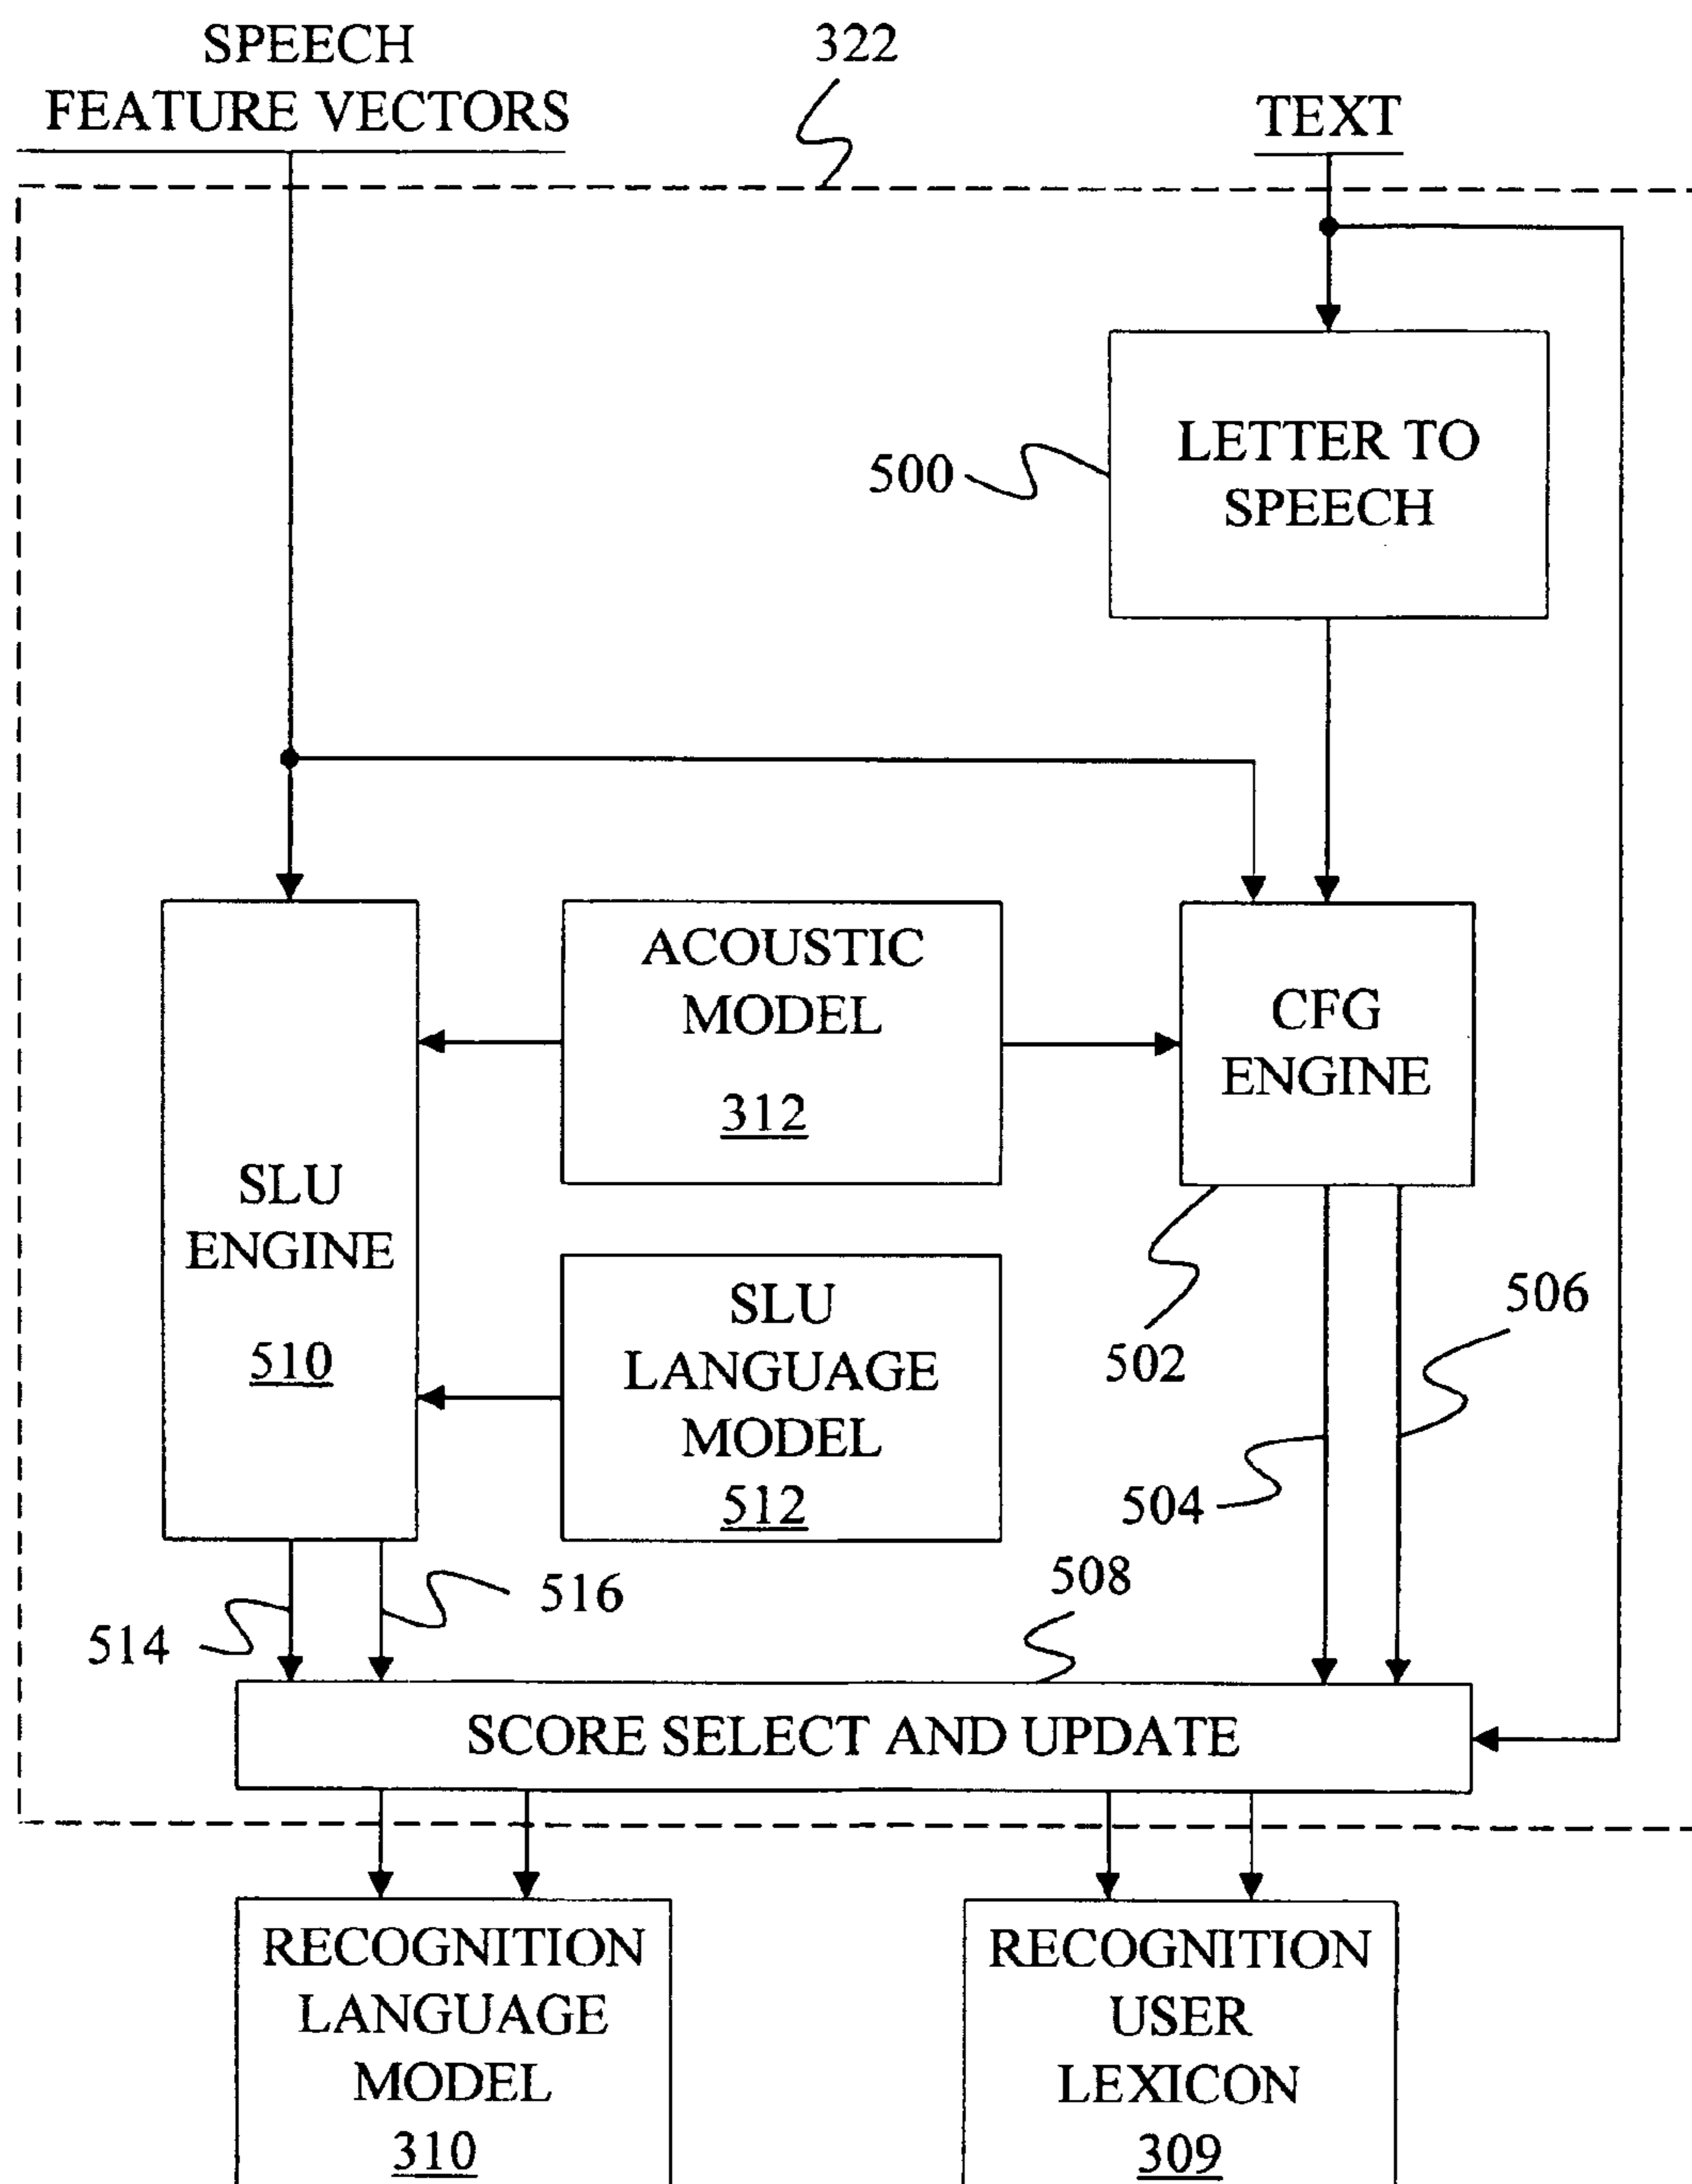 SPEECH
FEATURE VECTORS
322
TEXT
500
LETTER TO
SPEECH
ACOUSTIC
MODEL
312
CFG
ENGINE
SLU
ENGINE
510
SLU
LANGUAGE
MODEL
512
502
506
504
508
514
516
SCORE SELECT AND UPDATE
RECOGNITION
LANGUAGE
MODEL
310
RECOGNITION
USER
LEXICON
309